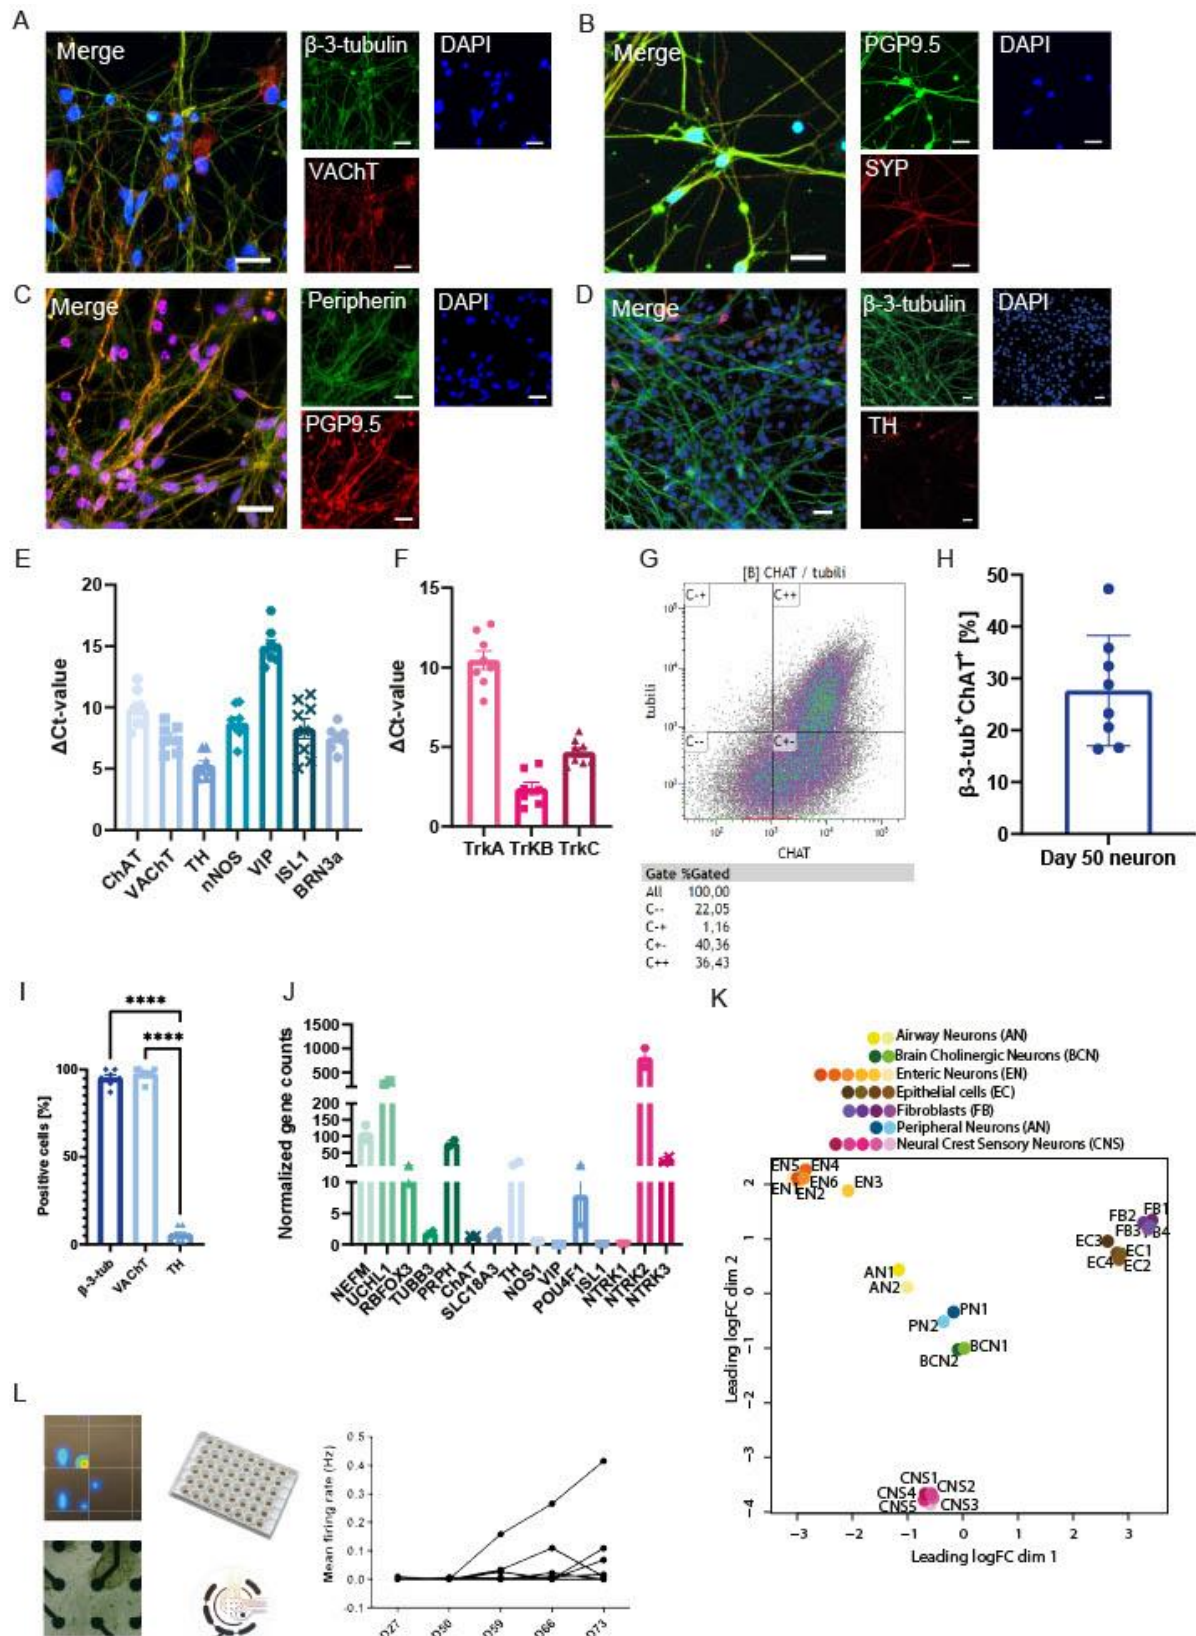 A
Merge
β-3-tubulin
DAPI
VAChT
B
Merge
PGP9.5
DAPI
SYP
C
Merge
Peripherin
DAPI
PGP9.5
D
Merge
β-3-tubulin
DAPI
TH
E
ΔCt-value
20
15
10
5
0
ChAT
VAChT
TH
nNOS
VIP
ISL1
BRN3a
F
ΔCt-value
15
10
5
0
TrkA TrKB TrkC
G
[B] CHAT / tubili
C-+
C++
C--
C+-
tubili
10⁵
10⁴
10³
10²
10² 10³ 10⁴ 10⁵
CHAT
Gate %Gated
All 100,00
C-- 22,05
C-+ 1,16
C+- 40,36
C++ 36,43
H
β-3-tub⁺ChAT⁺ [%]
50
40
30
20
10
0
Day 50 neuron
I
****
****
Positive cells [%]
100
50
0
β-3-tub
VAChT
TH
J
Normalized gene counts
1500
1000
500
200
150
100
50
10
5
0
NEFM
UCHL1
RBFOX3
TUBB3
PRPH
ChAT
SLC18A3
TH
NOS1
VIP
POU4F1
ISL1
NTRK1
NTRK2
NTRK3
K
Airway Neurons (AN)
Brain Cholinergic Neurons (BCN)
Enteric Neurons (EN)
Epithelial cells (EC)
Fibroblasts (FB)
Peripheral Neurons (AN)
Neural Crest Sensory Neurons (CNS)
Leading logFC dim 2
2
1
0
−1
−2
−3
−4
EN5 EN4
EN1 EN6 EN3
EN2
FB2 FB1
FB3 FB4
EC3 EC1
EC4 EC2
AN1
AN2
PN1
PN2
BCN1
BCN2
CNS1
CNS4 CNS2
CNS5 CNS3
−3 −2 −1 0 1 2 3
Leading logFC dim 1
L
Mean firing rate (Hz)
0.5
0.4
0.3
0.2
0.1
0.0
-0.1
D27
D50
D59
D66
D73